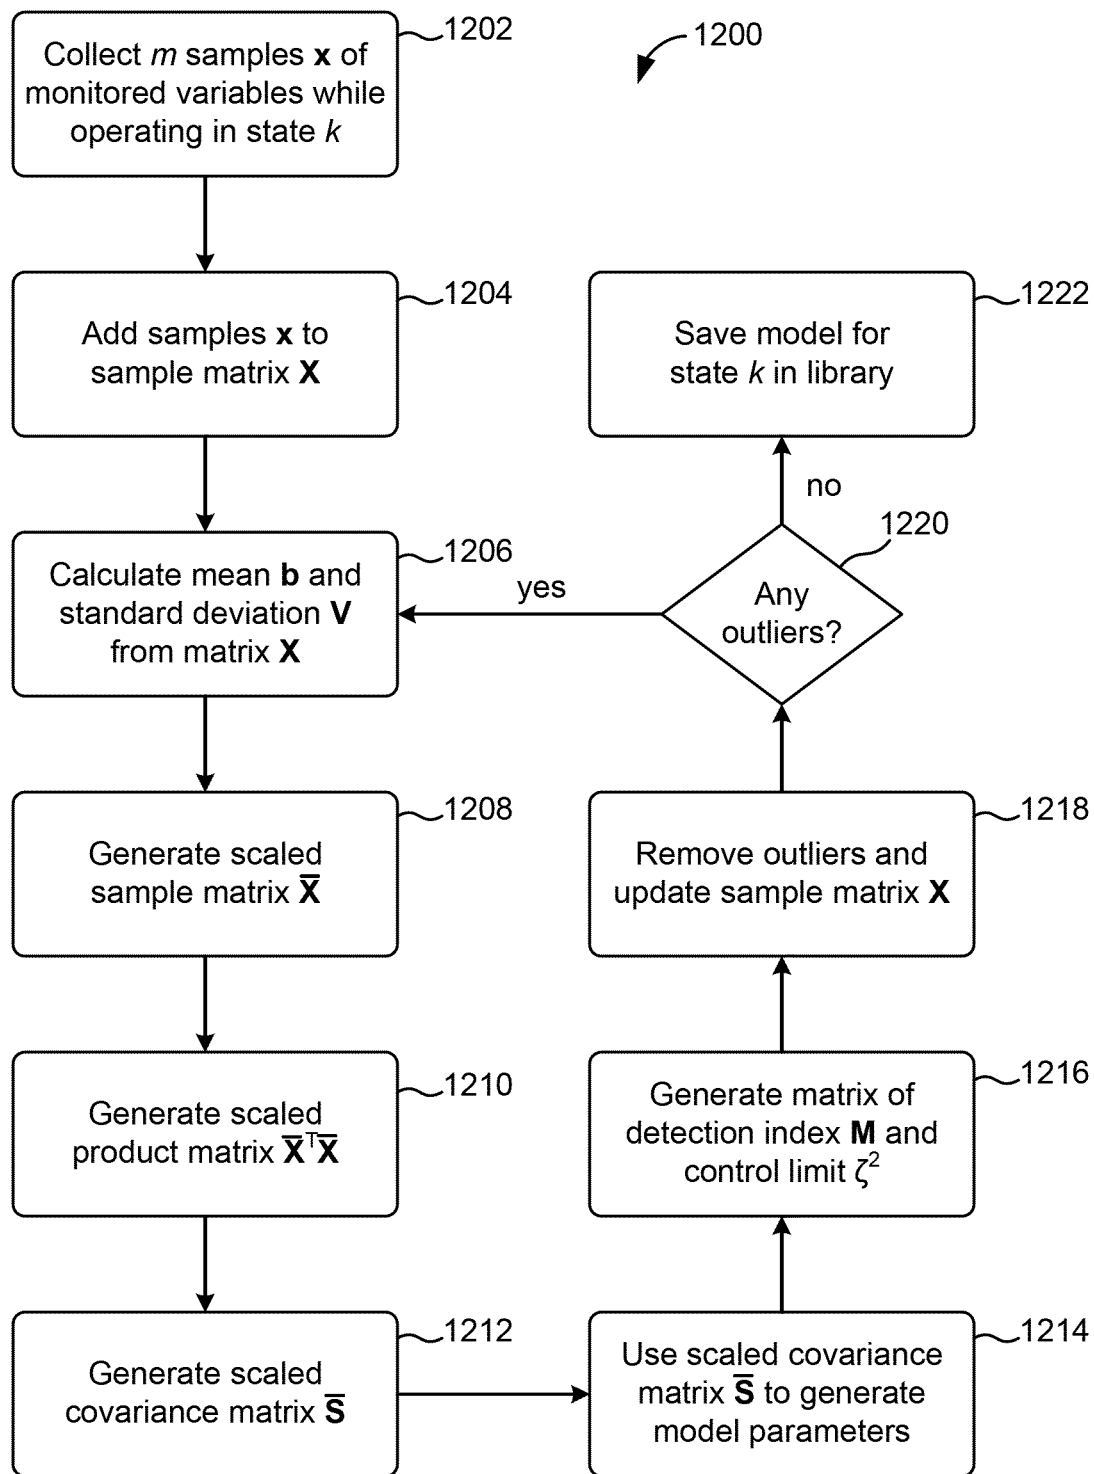 1200
1202
Collect m samples x of
monitored variables while
operating in state k
1204
Add samples x to
sample matrix X
1206
Calculate mean b and
standard deviation V
from matrix X
1208
Generate scaled
sample matrix X̅
1210
Generate scaled
product matrix X̅ᵀX̅
1212
Generate scaled
covariance matrix S̅
1214
Use scaled covariance
matrix S̅ to generate
model parameters
1216
Generate matrix of
detection index M and
control limit ζ²
1218
Remove outliers and
update sample matrix X
1220
Any
outliers?
yes
no
1222
Save model for
state k in library